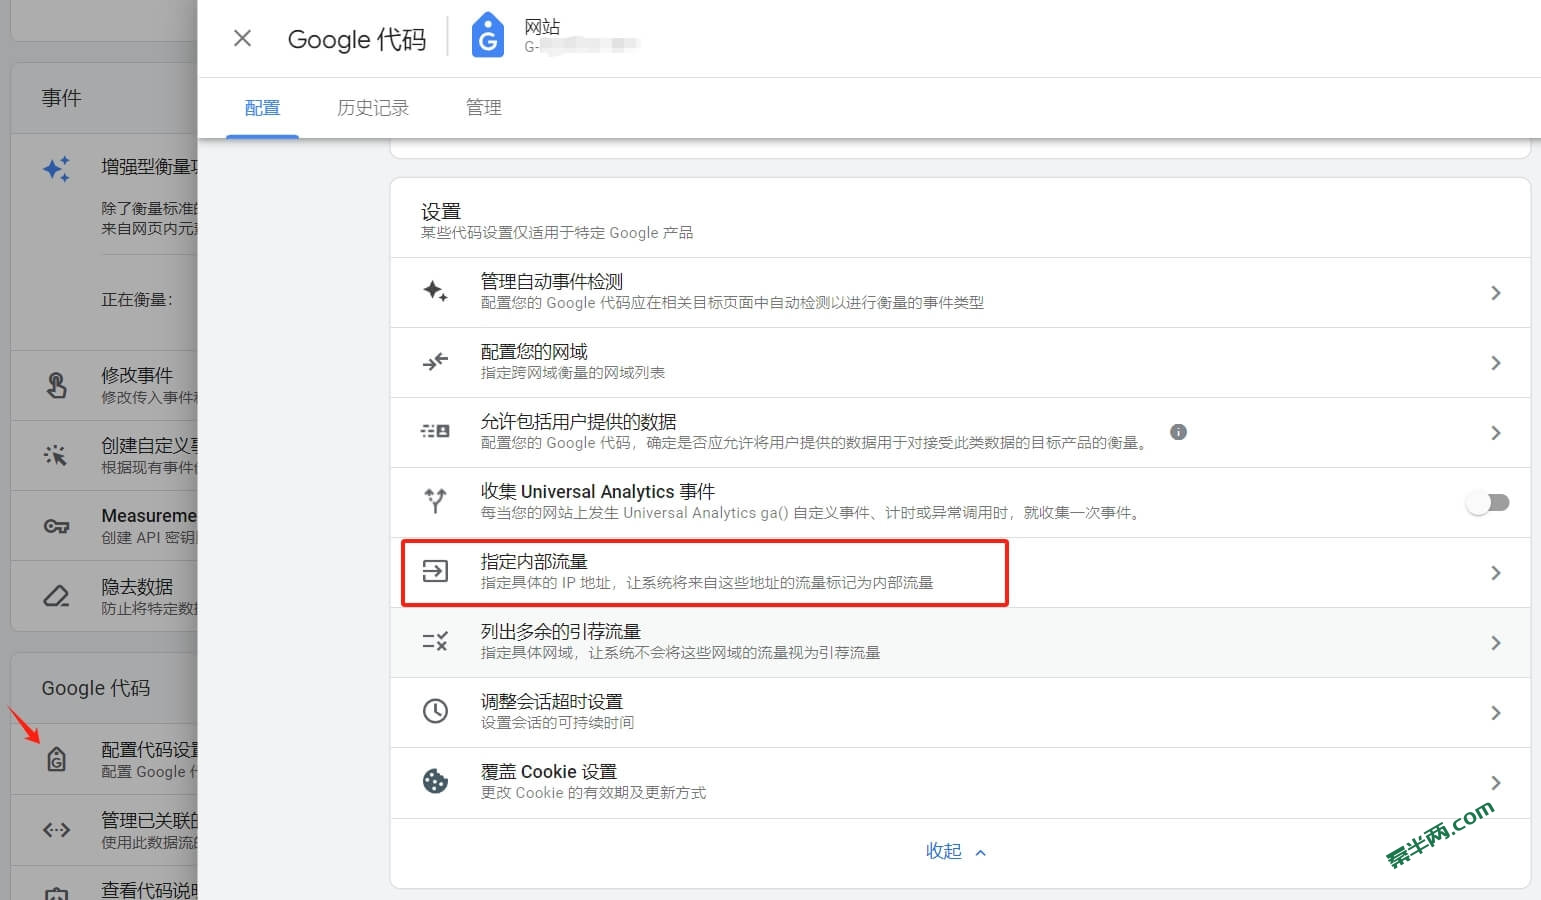 Google 代码
网站
G-
配置
历史记录
管理
事件
增强型衡量
除了衡量标准
来自网页内元
正在衡量：
修改事件
修改传入事件
创建自定义事
根据现有事件
Measureme
创建 API 密钥
隐去数据
防止将特定数
Google 代码
配置代码设置
配置 Google 代
管理已关联的
使用此数据流
查看代码说明
设置
某些代码设置仅适用于特定 Google 产品
管理自动事件检测
配置您的 Google 代码应在相关目标页面中自动检测以进行衡量的事件类型
配置您的网域
指定跨网域衡量的网域列表
允许包括用户提供的数据
配置您的 Google 代码，确定是否应允许将用户提供的数据用于对接受此类数据的目标产品的衡量。
收集 Universal Analytics 事件
每当您的网站上发生 Universal Analytics ga() 自定义事件、计时或异常调用时，就收集一次事件。
指定内部流量
指定具体的 IP 地址，让系统将来自这些地址的流量标记为内部流量
列出多余的引荐流量
指定具体网域，让系统不会将这些网域的流量视为引荐流量
调整会话超时设置
设置会话的可持续时间
覆盖 Cookie 设置
更改 Cookie 的有效期及更新方式
收起
综半网.com